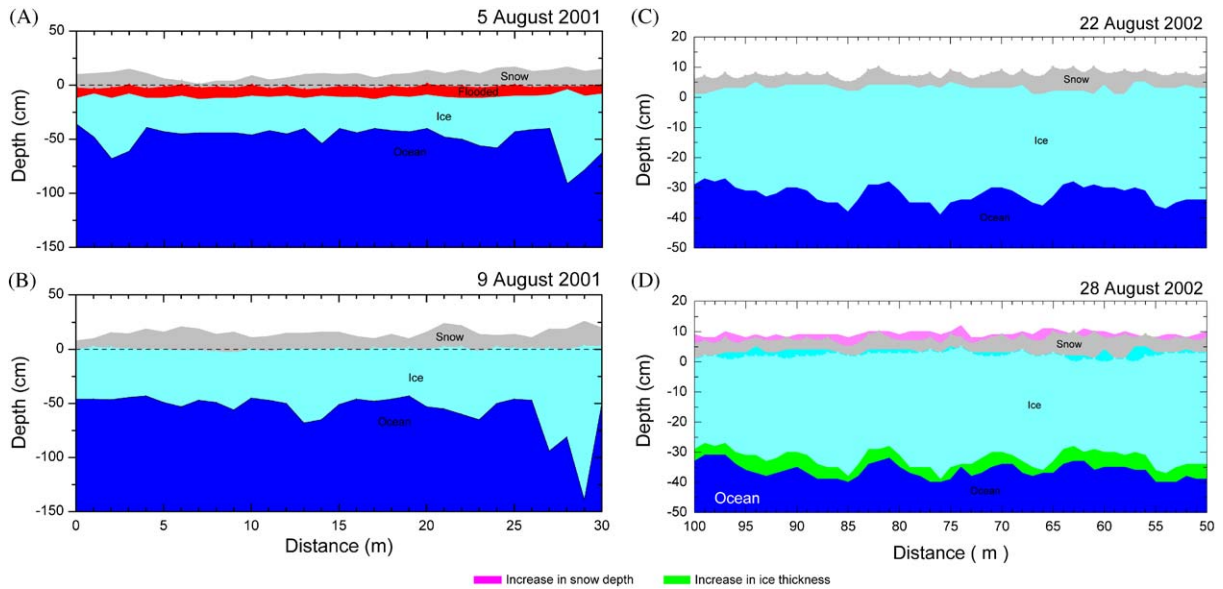 (A)
5 August 2001
50
0
-50
-100
-150
Depth (cm)
Snow
Flooded
Ice
Ocean
(B)
9 August 2001
50
0
-50
-100
-150
Depth (cm)
Snow
Ice
Ocean
0 5 10 15 20 25 30
Distance (m)
(C)
22 August 2002
20
10
0
-10
-20
-30
-40
-50
Depth (cm)
Snow
Ice
Ocean
(D)
28 August 2002
20
10
0
-10
-20
-30
-40
-50
Depth (cm)
Snow
Ice
Ocean
Ocean
100 95 90 85 80 75 70 65 60 55 50
Distance ( m )
Increase in snow depth
Increase in ice thickness